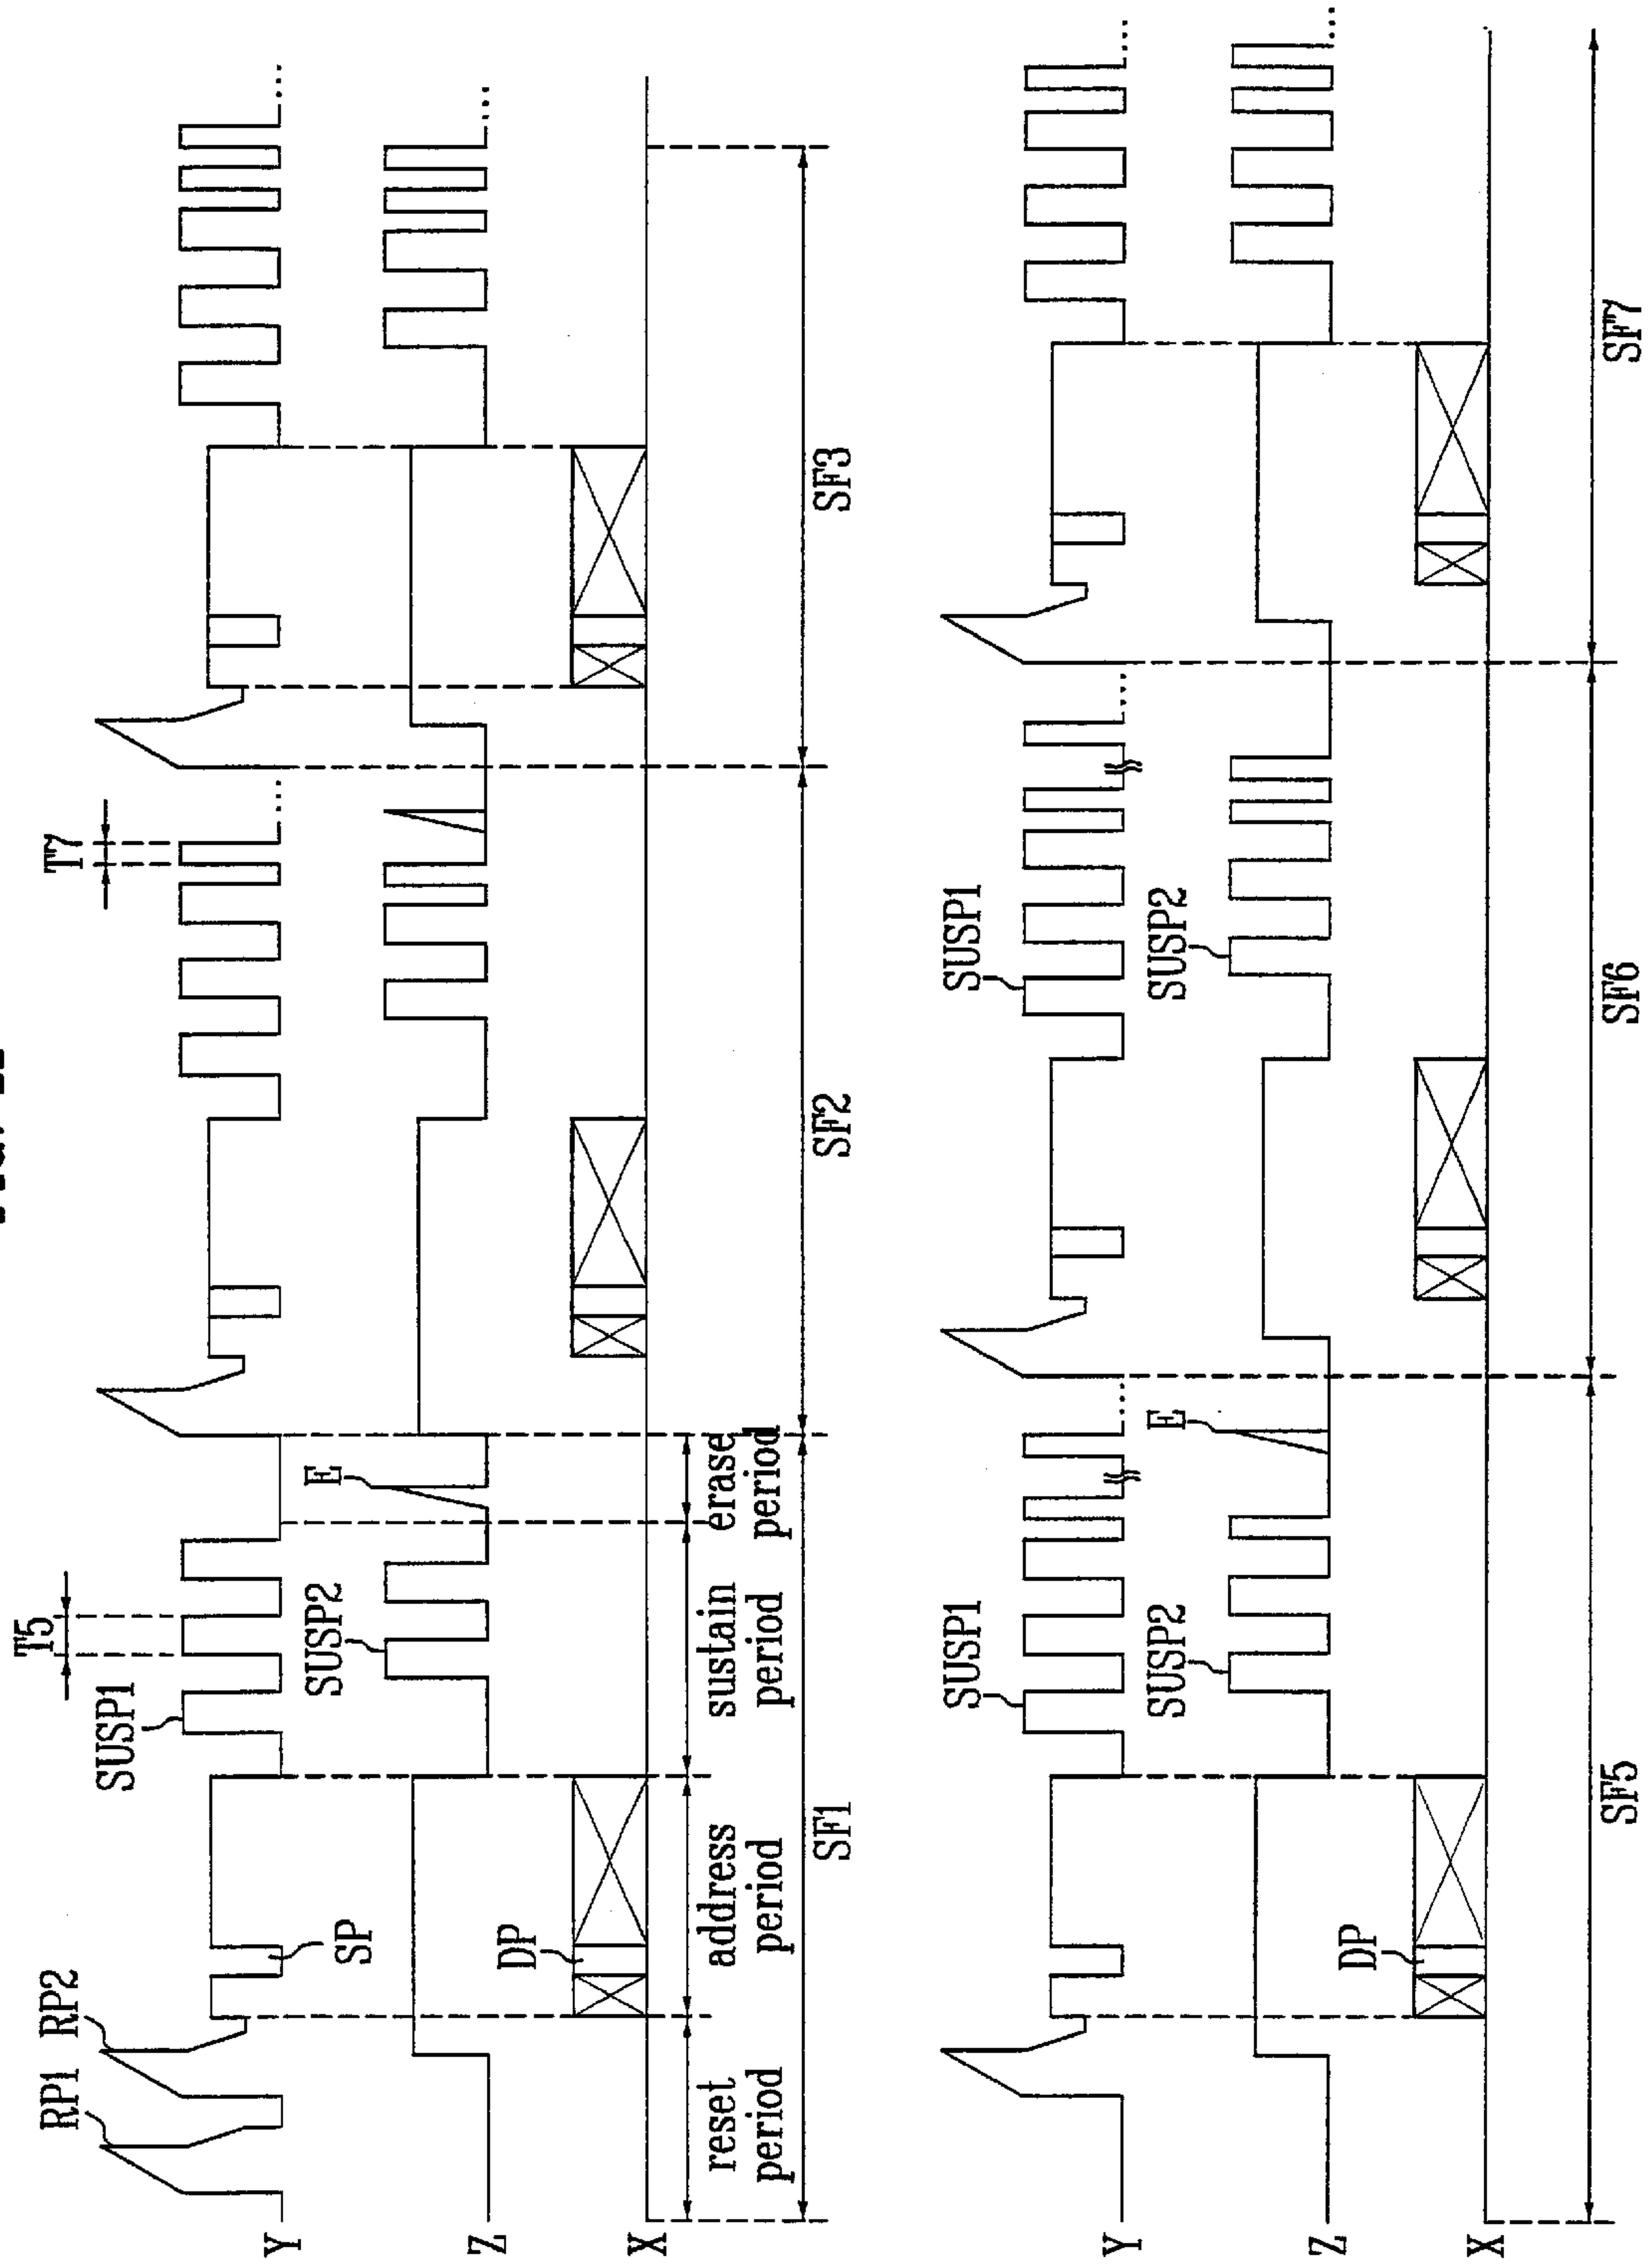 RP1 RP2
SUSP1 T5
T7
Y
SP
E
SUSP2
Z
DP
X
reset period
address period
sustain period
erase period
SF1 SF2 SF3
SUSP1 SUSP1
Y
E
SUSP2 SUSP2
Z
DP
X
SF5 SF6 SF7